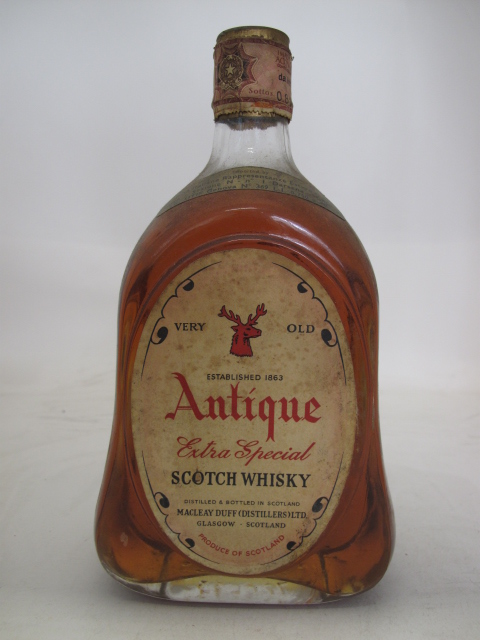 Sotto
VERY OLD
ESTABLISHED 1863
Antique
Extra Special
SCOTCH WHISKY
DISTILLED & BOTTLED IN SCOTLAND
MACLEAY DUFF (DISTILLERS) LTD.
GLASGOW - SCOTLAND
PRODUCE OF SCOTLAND